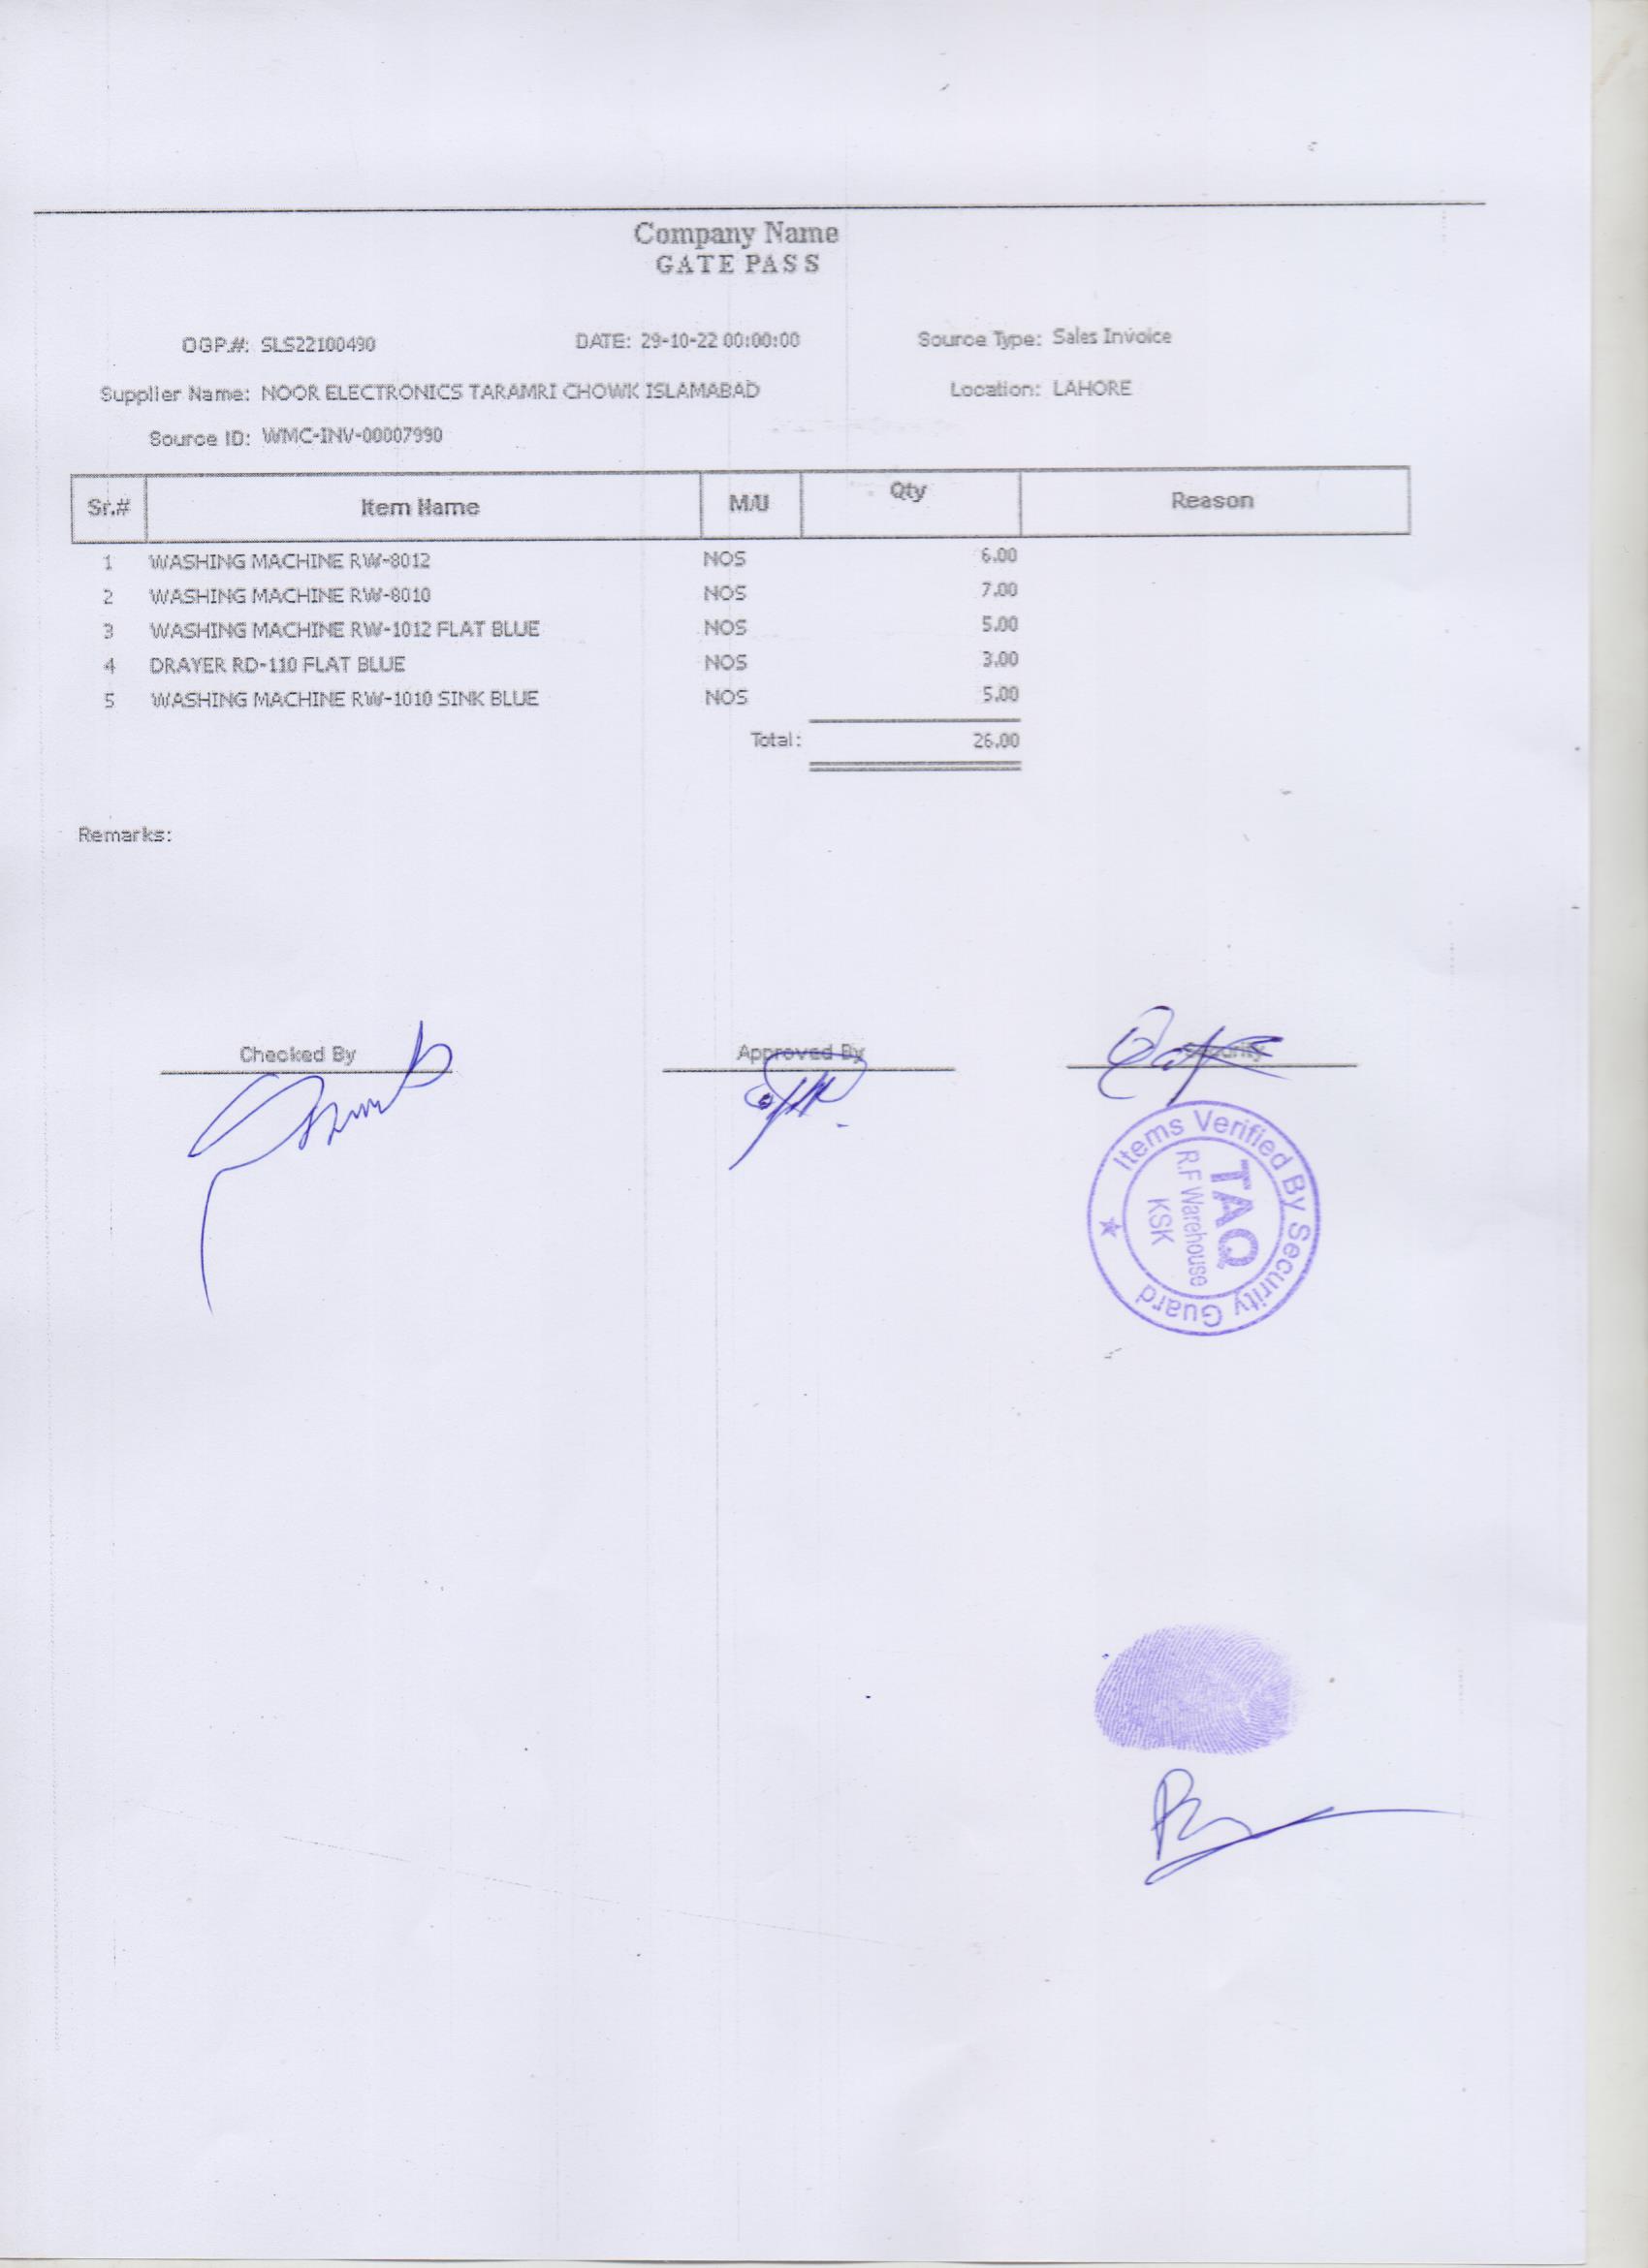 Company Name
GATE PASS
OGP.#: SLS22100490 DATE: 29-10-22 00:00:00 Source Type: Sales Invoice
Supplier Name: NOOR ELECTRONICS TARAMRI CHOWK ISLAMABAD Location: LAHORE
Source ID: WMC-INV-00007990
Sr.# Item Name M/U Qty Reason
1 WASHING MACHINE RW-8012 NOS 6.00
2 WASHING MACHINE RW-8010 NOS 7.00
3 WASHING MACHINE RW-1012 FLAT BLUE NOS 5.00
4 DRAYER RD-110 FLAT BLUE NOS 3.00
5 WASHING MACHINE RW-1010 SINK BLUE NOS 5.00
Total: 26.00
Remarks:
Checked By Approved By Security
Items Verified By Security Guard
TAQ
R.F Warehouse
KSK